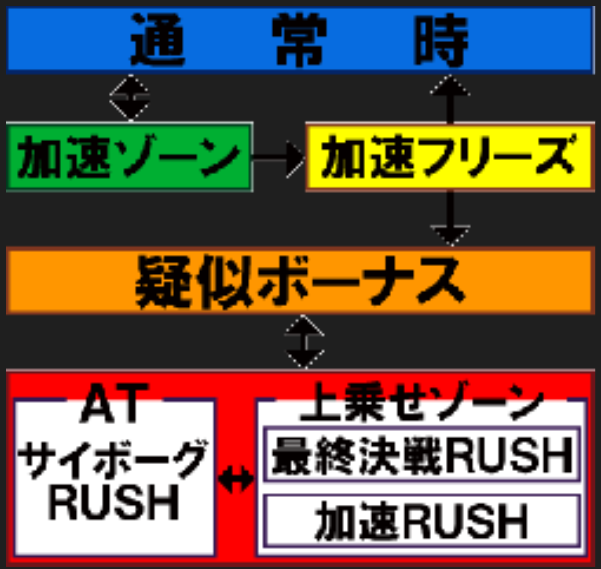 通常時
加速ゾーン
加速フリーズ
疑似ボーナス
AT
サイボーグ
RUSH
上乗せゾーン
最終決戦RUSH
加速RUSH